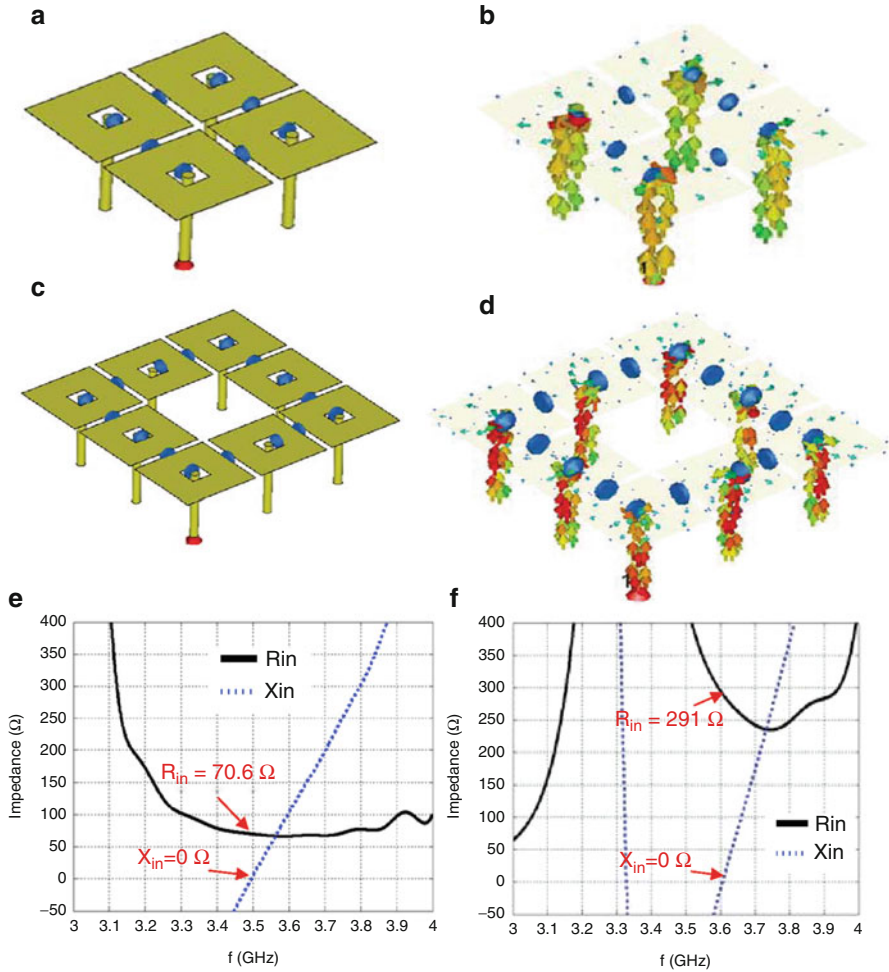 a
b
1
c
d
1
e
f
400
350
300
250
200
150
100
50
0
−50
Impedance (Ω)
Rin
Xin
Rin = 70.6 Ω
Xin=0 Ω
3 3.1 3.2 3.3 3.4 3.5 3.6 3.7 3.8 3.9 4
f (GHz)
400
350
300
250
200
150
100
50
0
−50
Impedance (Ω)
Rin = 291 Ω
Rin
Xin
Xin=0 Ω
3 3.1 3.2 3.3 3.4 3.5 3.6 3.7 3.8 3.9 4
f (GHz)